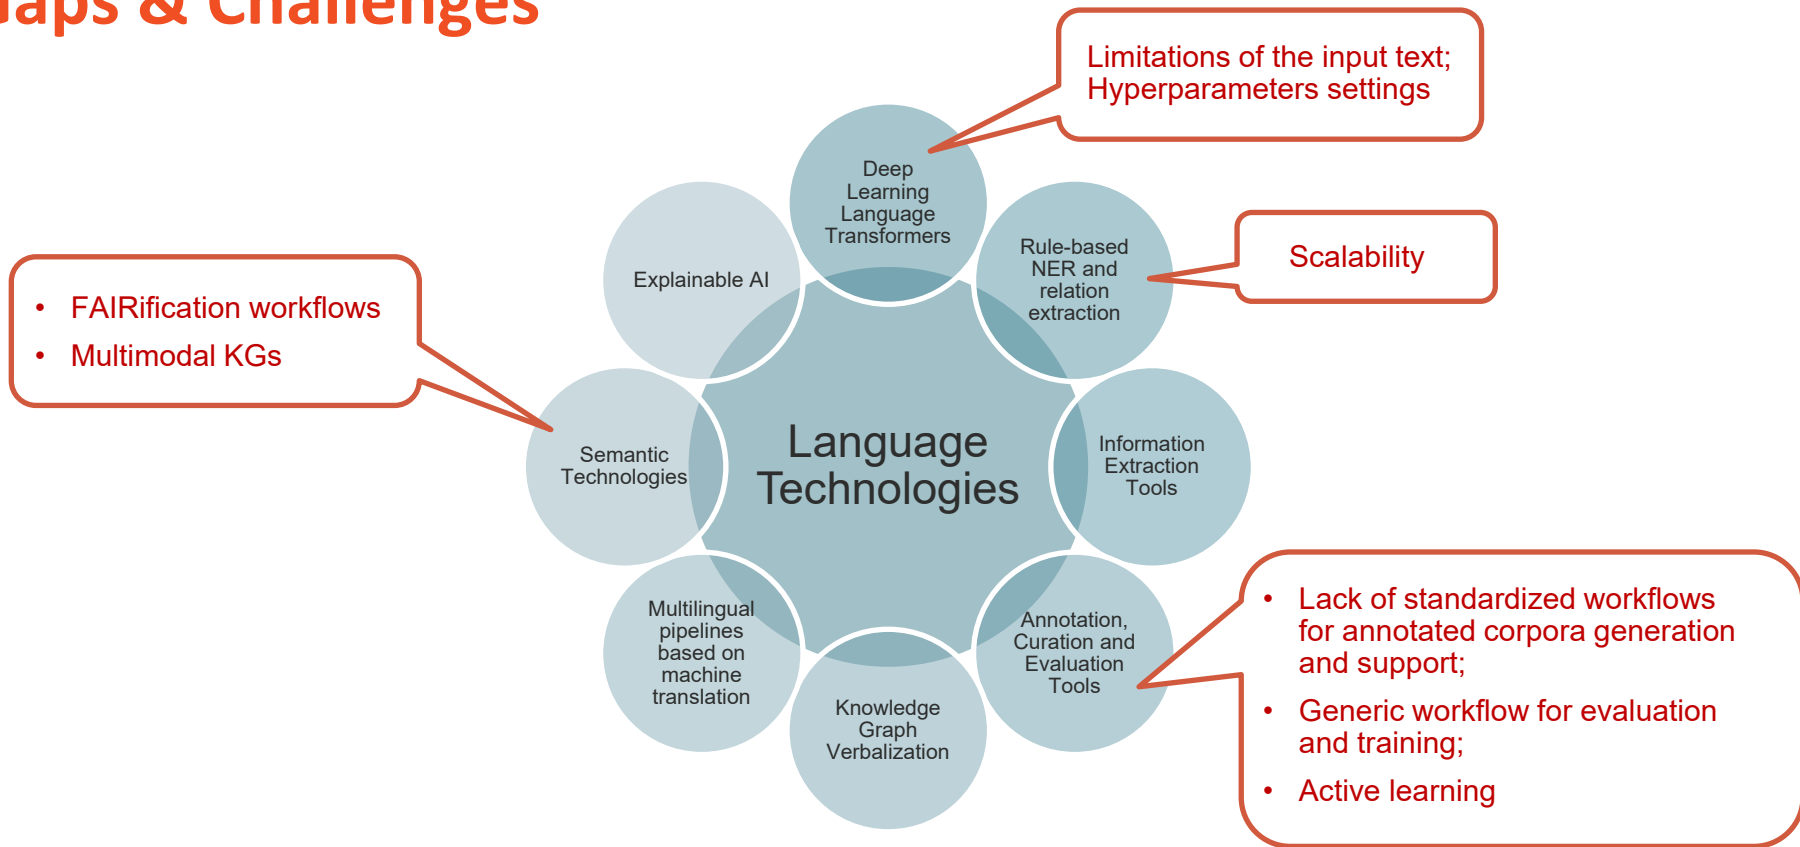 aps & Challenges
Limitations of the input text;
Hyperparameters settings
Deep
Learning
Language
Transformers
Rule-based
NER and
relation
extraction
Scalability
Explainable AI
• FAIRification workflows
• Multimodal KGs
Semantic
Technologies
Language
Technologies
Information
Extraction
Tools
Multilingual
pipelines
based on
machine
translation
Knowledge
Graph
Verbalization
Annotation,
Curation and
Evaluation
Tools
• Lack of standardized workflows
for annotated corpora generation
and support;
• Generic workflow for evaluation
and training;
• Active learning